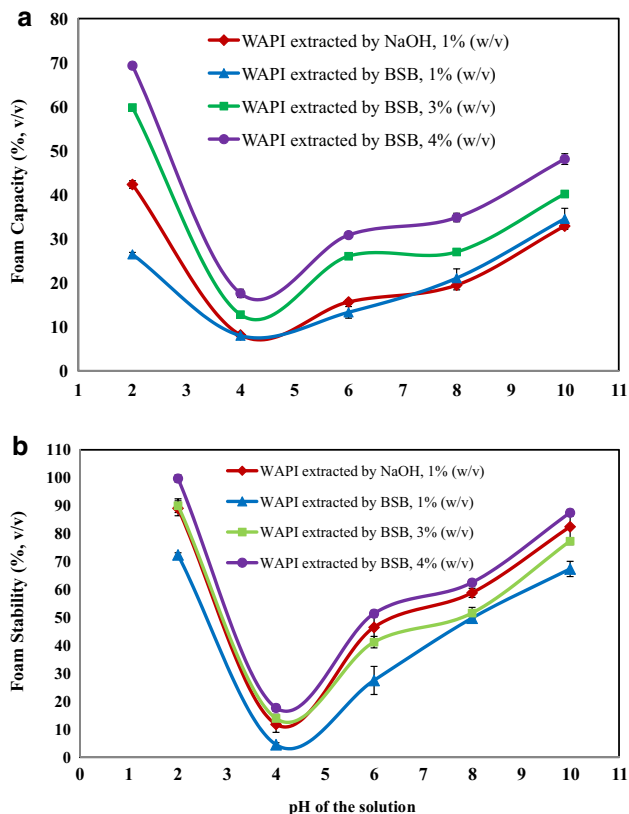 a
WAPI extracted by NaOH, 1% (w/v)
WAPI extracted by BSB, 1% (w/v)
WAPI extracted by BSB, 3% (w/v)
WAPI extracted by BSB, 4% (w/v)
Foam Capacity (%, v/v)
80
70
60
50
40
30
20
10
0
1 2 3 4 5 6 7 8 9 10 11
b
WAPI extracted by NaOH, 1% (w/v)
WAPI extracted by BSB, 1% (w/v)
WAPI extracted by BSB, 3% (w/v)
WAPI extracted by BSB, 4% (w/v)
Foam Stability (%, v/v)
110
100
90
80
70
60
50
40
30
20
10
0
0 1 2 3 4 5 6 7 8 9 10 11
pH of the solution